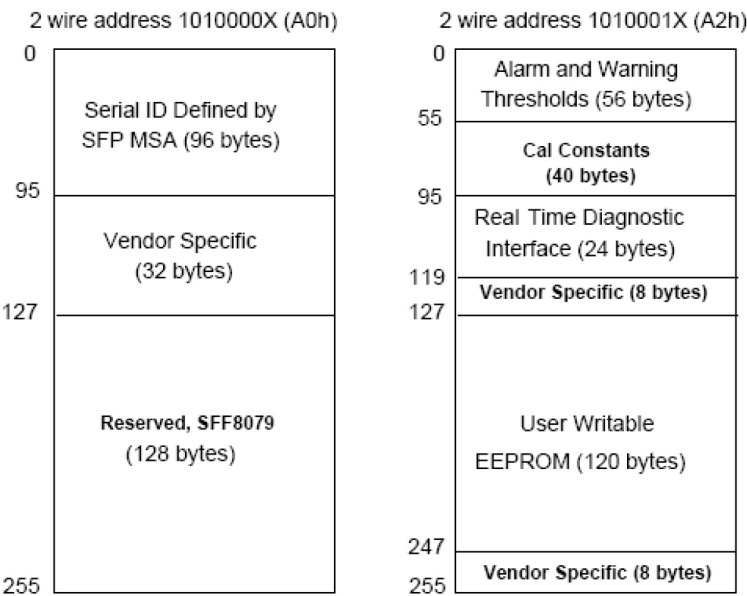 2 wire address 1010000X (A0h)
0
Serial ID Defined by
SFP MSA (96 bytes)
95
Vendor Specific
(32 bytes)
127
Reserved, SFF8079
(128 bytes)
255
2 wire address 1010001X (A2h)
0
Alarm and Warning
Thresholds (56 bytes)
55
Cal Constants
(40 bytes)
95
Real Time Diagnostic
Interface (24 bytes)
119
Vendor Specific (8 bytes)
127
User Writable
EEPROM (120 bytes)
247
Vendor Specific (8 bytes)
255